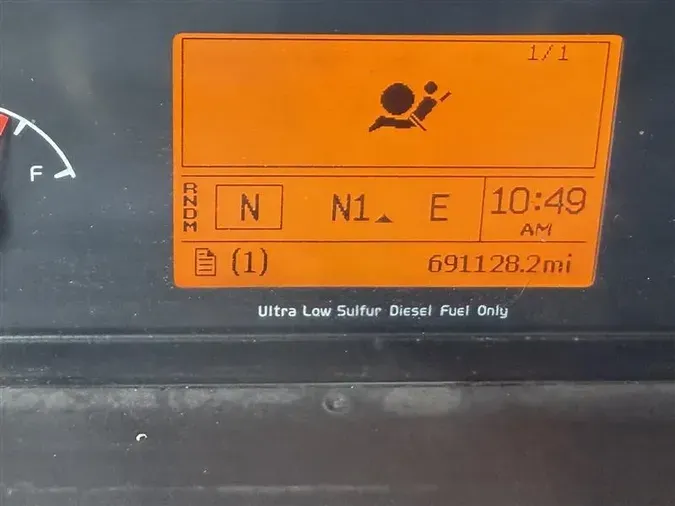 1/1
F
RNDM
N N1 E 10:49
AM
(1) 691128.2mi
Ultra Low Sulfur Diesel Fuel Only